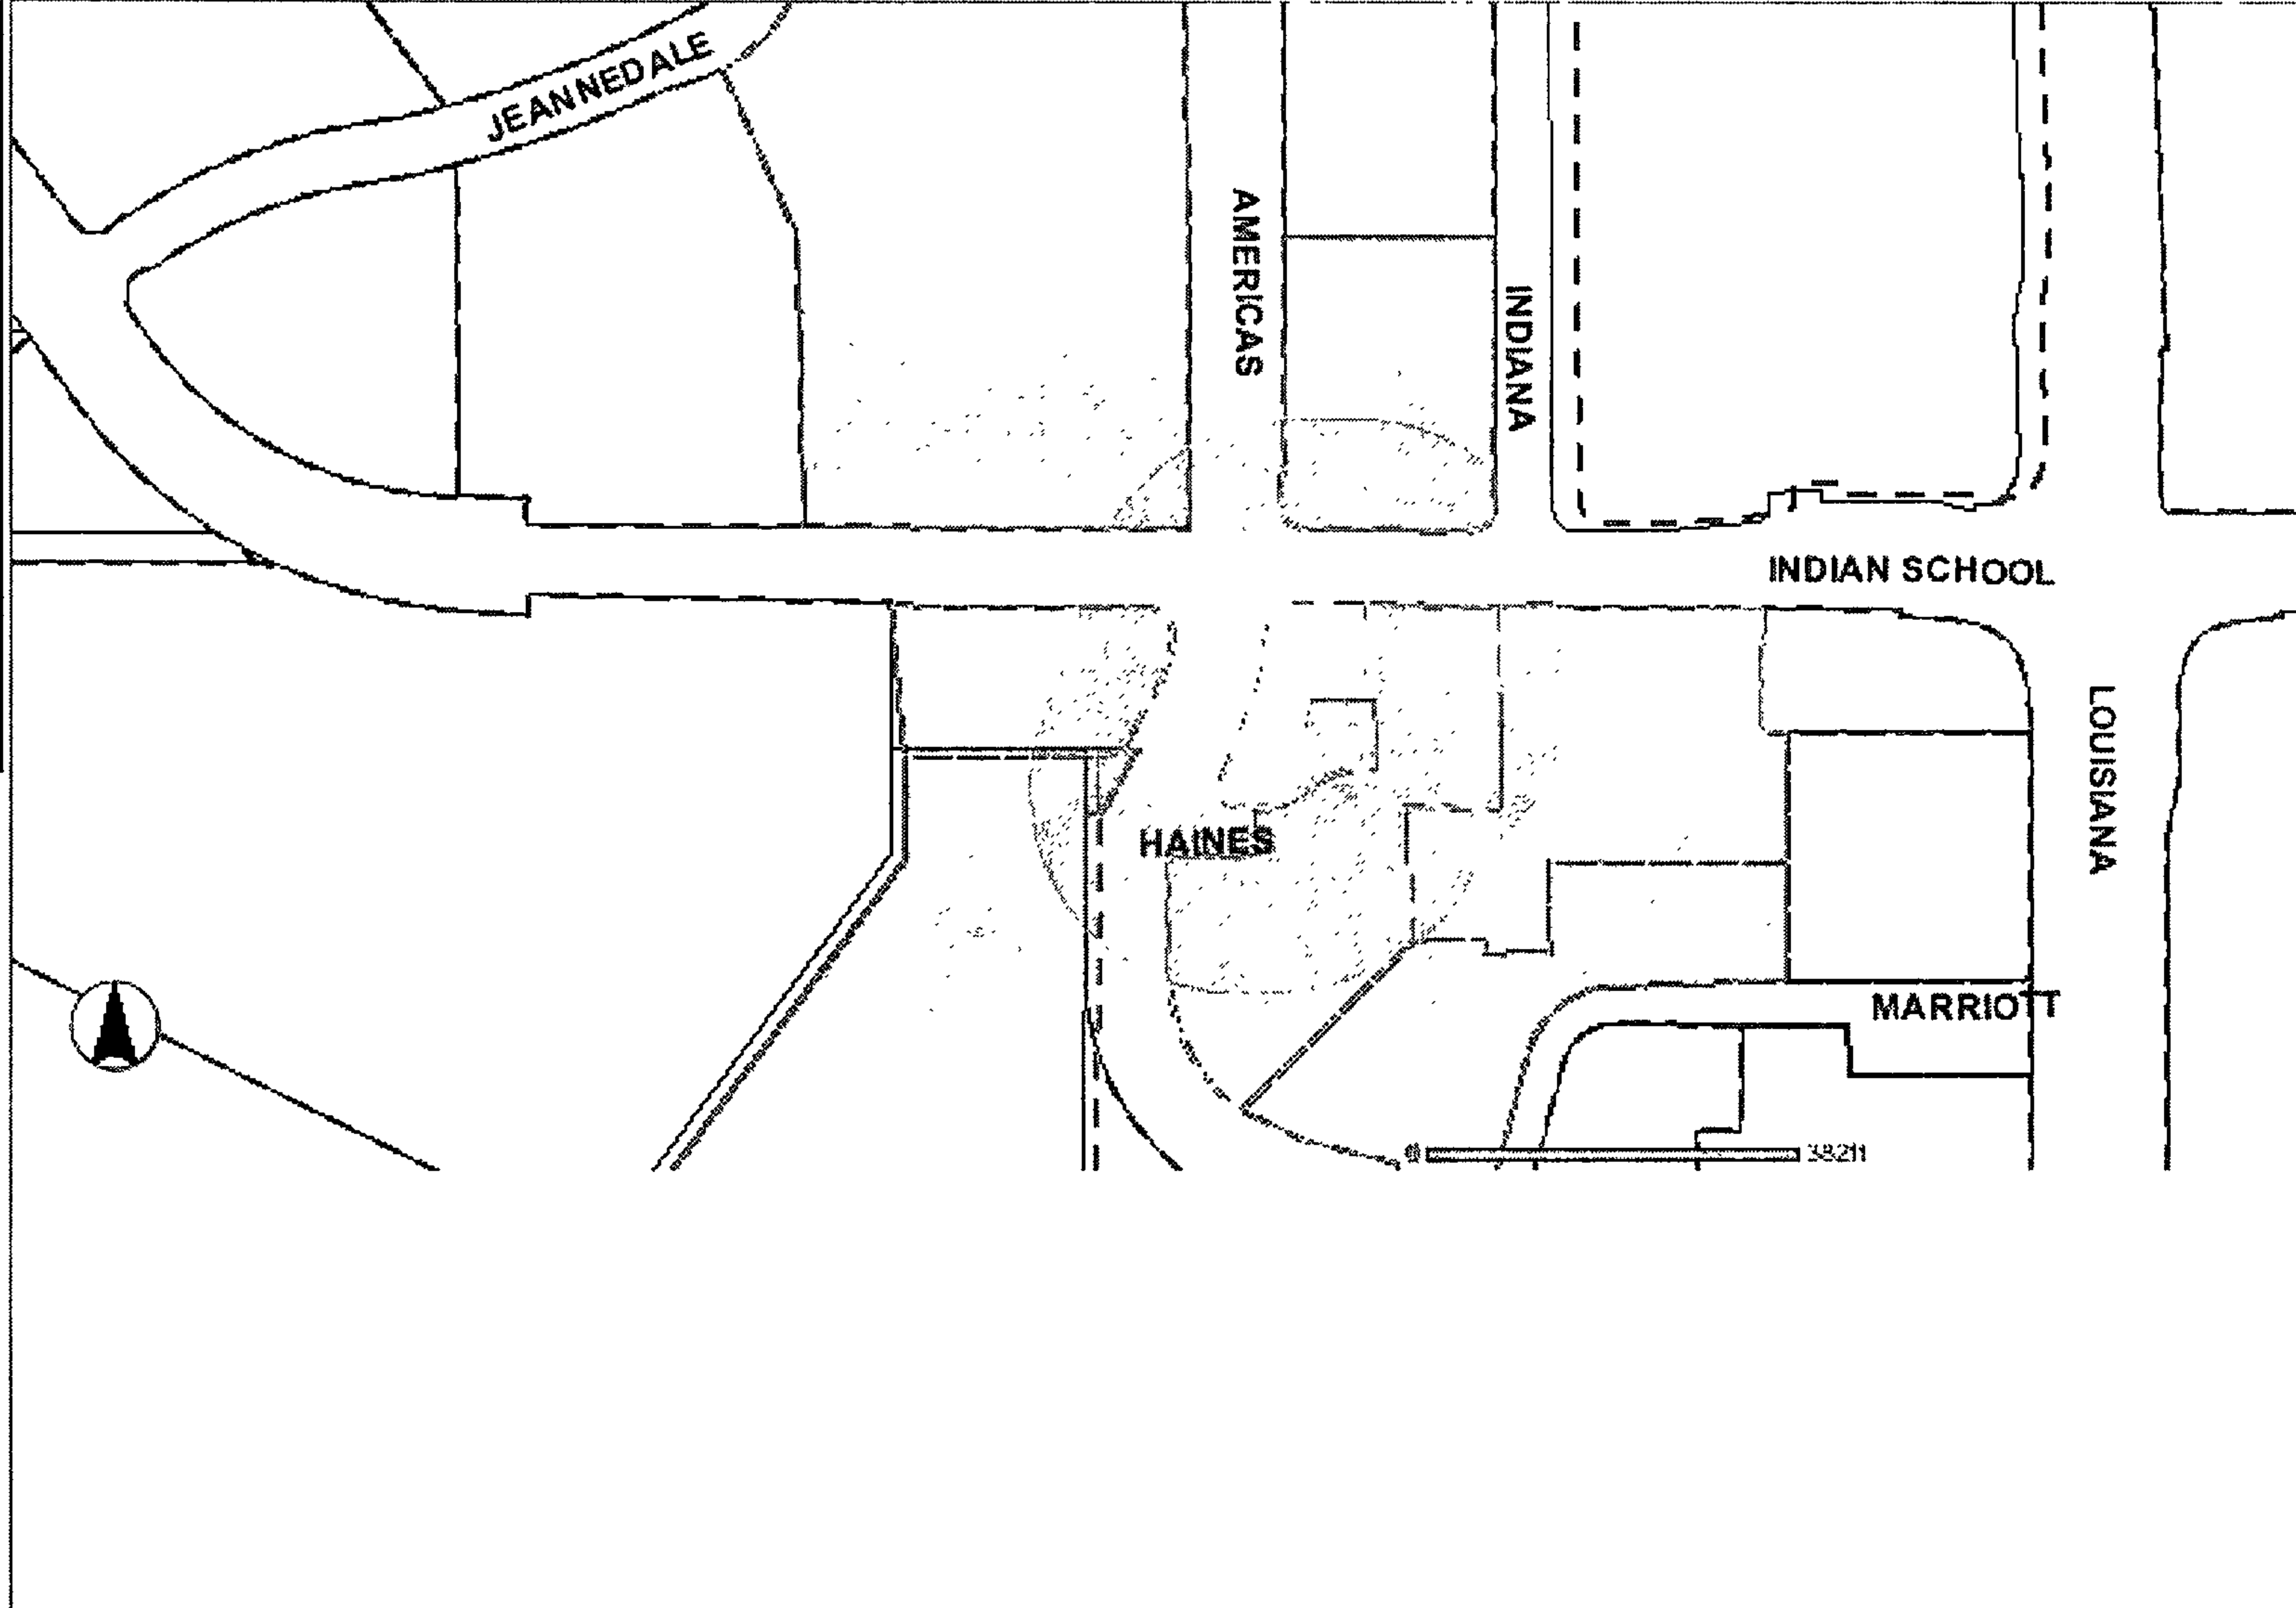 JEANNEDALE
AMERICAS
INDIANA
INDIAN SCHOOL
LOUISIANA
HAINES
MARRIOTT